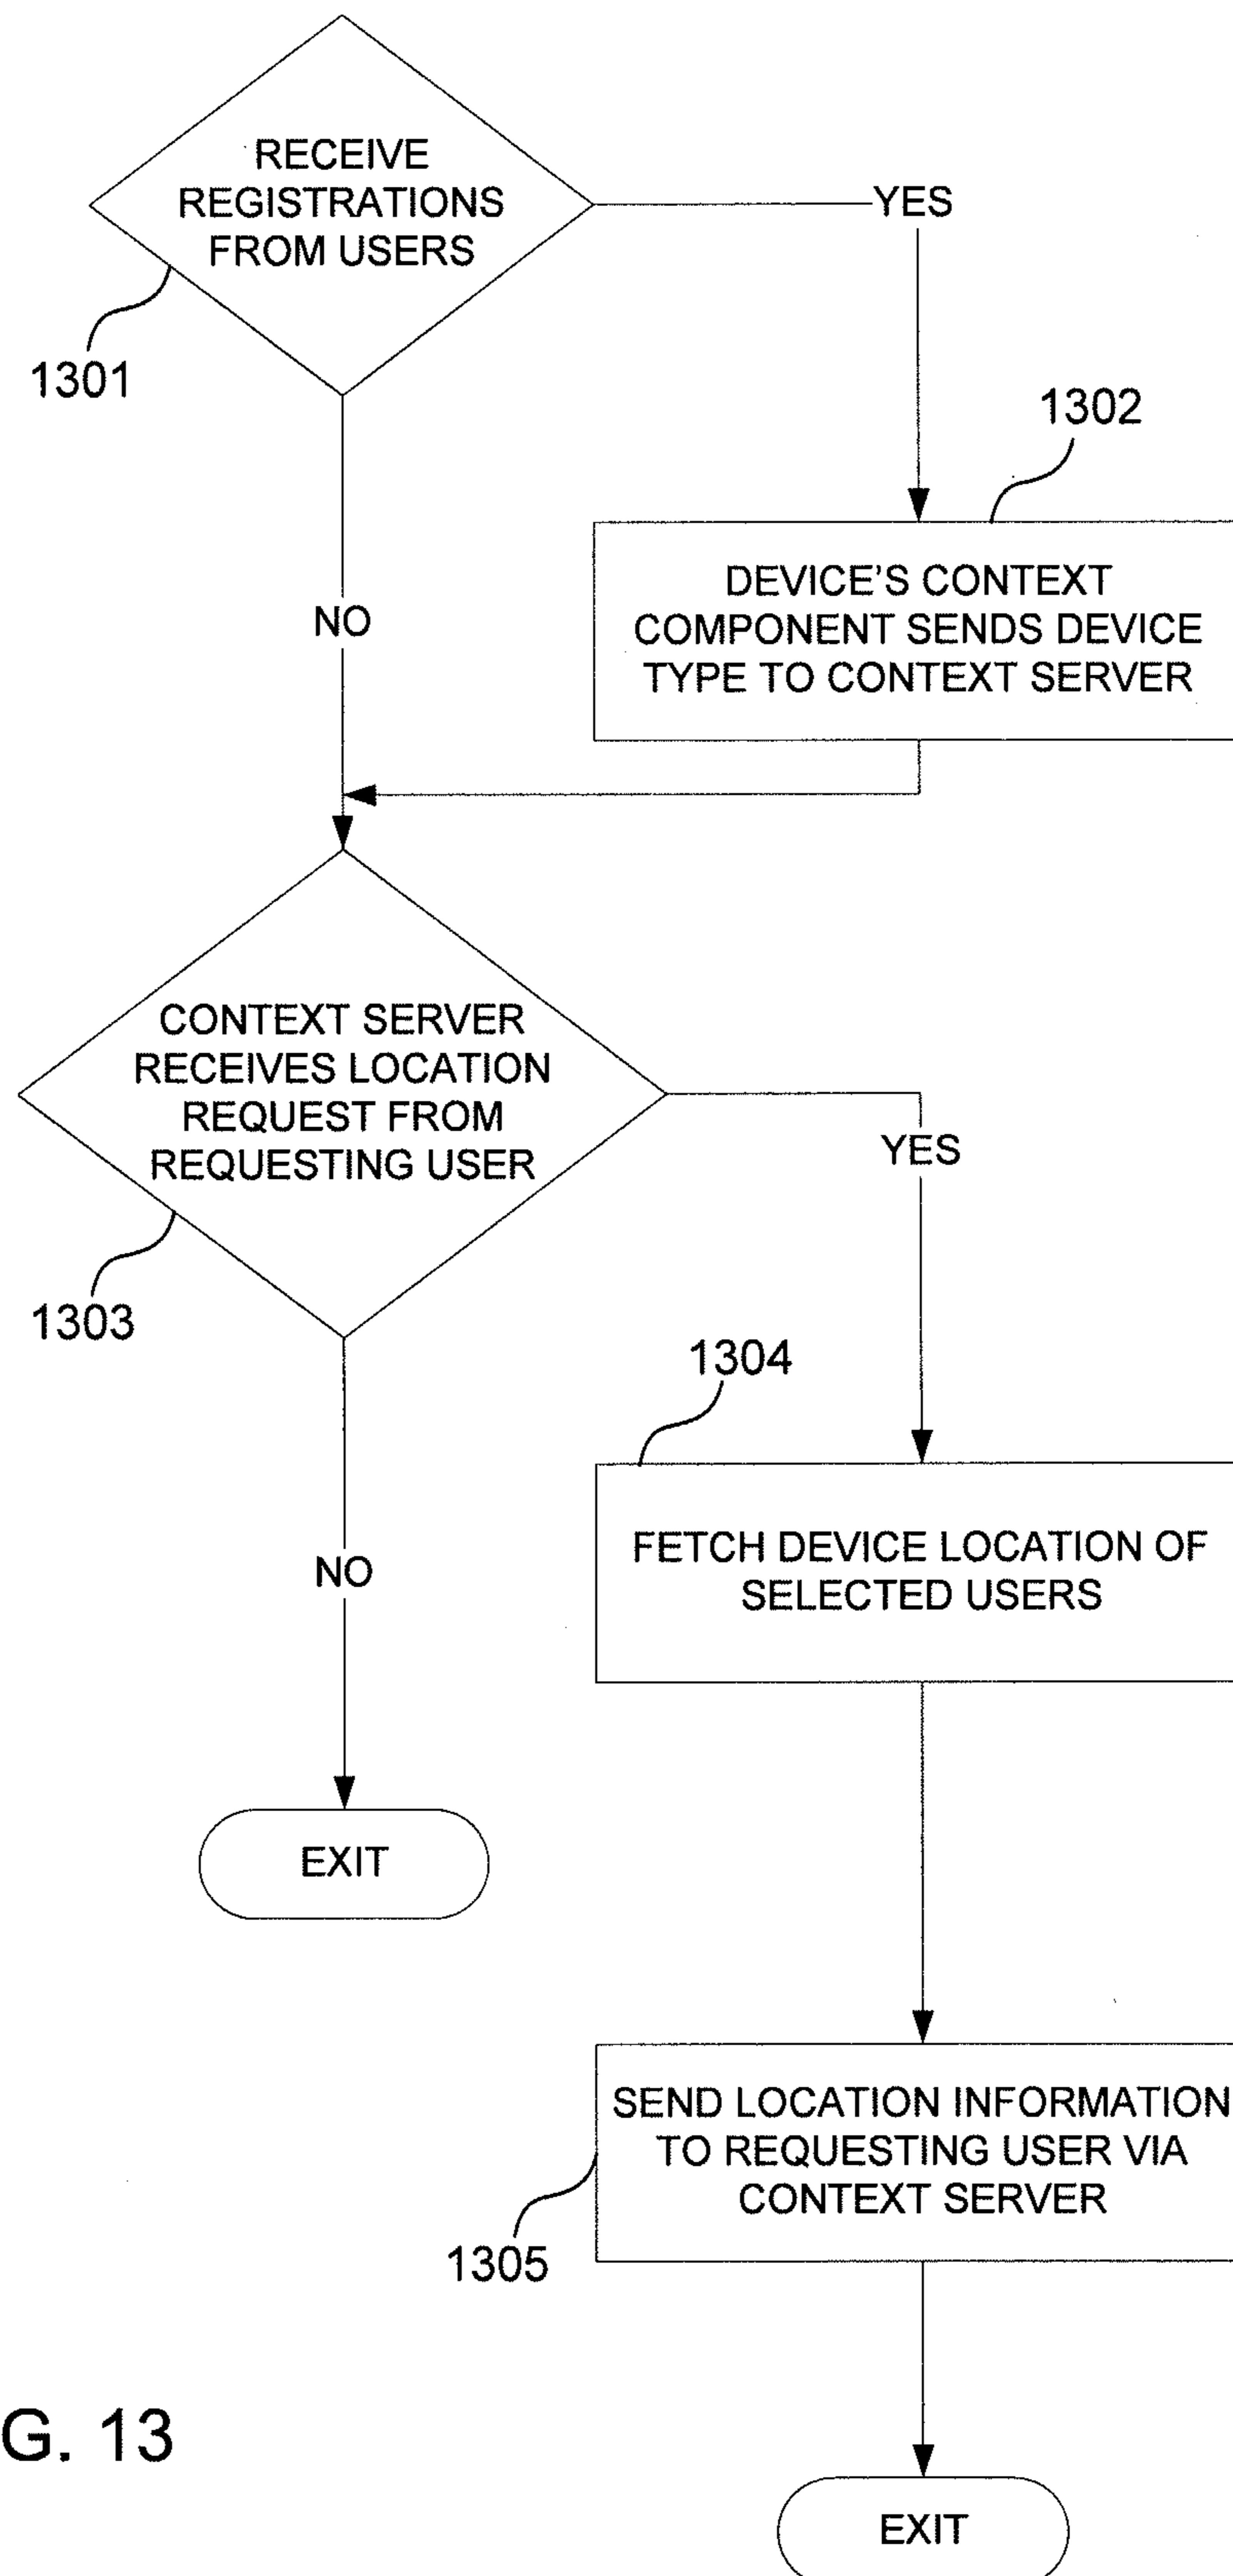 RECEIVE
REGISTRATIONS
FROM USERS
YES
1301
1302
DEVICE'S CONTEXT
COMPONENT SENDS DEVICE
TYPE TO CONTEXT SERVER
NO
CONTEXT SERVER
RECEIVES LOCATION
REQUEST FROM
REQUESTING USER
YES
1303
1304
FETCH DEVICE LOCATION OF
SELECTED USERS
NO
EXIT
SEND LOCATION INFORMATION
TO REQUESTING USER VIA
CONTEXT SERVER
1305
G. 13
EXIT